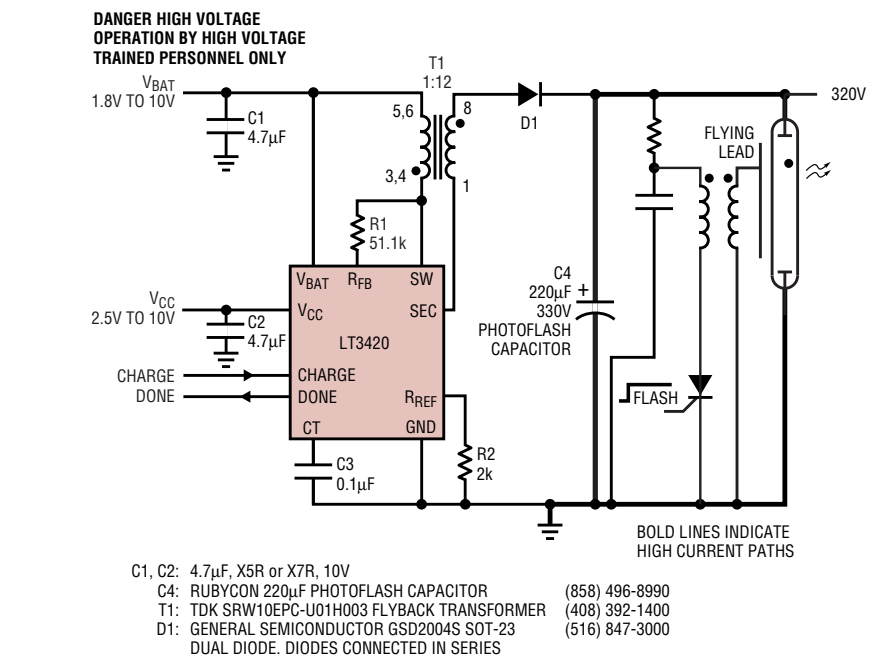 DANGER HIGH VOLTAGE
OPERATION BY HIGH VOLTAGE
TRAINED PERSONNEL ONLY
VBAT
1.8V TO 10V
C1
4.7µF
T1
1:12
5,6
8
3,4
1
D1
320V
FLYING
LEAD
R1
51.1k
VBAT
RFB
SW
VCC
2.5V TO 10V
VCC
SEC
C2
4.7µF
LT3420
C4
220µF
+
330V
PHOTOFLASH
CAPACITOR
CHARGE
CHARGE
DONE
DONE
RREF
FLASH
CT
GND
C3
0.1µF
R2
2k
BOLD LINES INDICATE
HIGH CURRENT PATHS
C1, C2: 4.7µF, X5R or X7R, 10V
C4: RUBYCON 220µF PHOTOFLASH CAPACITOR (858) 496-8990
T1: TDK SRW10EPC-U01H003 FLYBACK TRANSFORMER (408) 392-1400
D1: GENERAL SEMICONDUCTOR GSD2004S SOT-23 (516) 847-3000
DUAL DIODE. DIODES CONNECTED IN SERIES